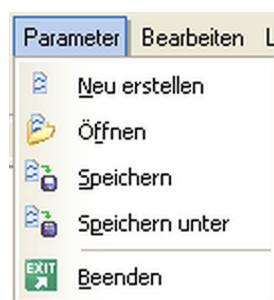 Parameter Bearbeiten L
Neu erstellen
Öffnen
Speichern
Speichern unter
EXIT Beenden